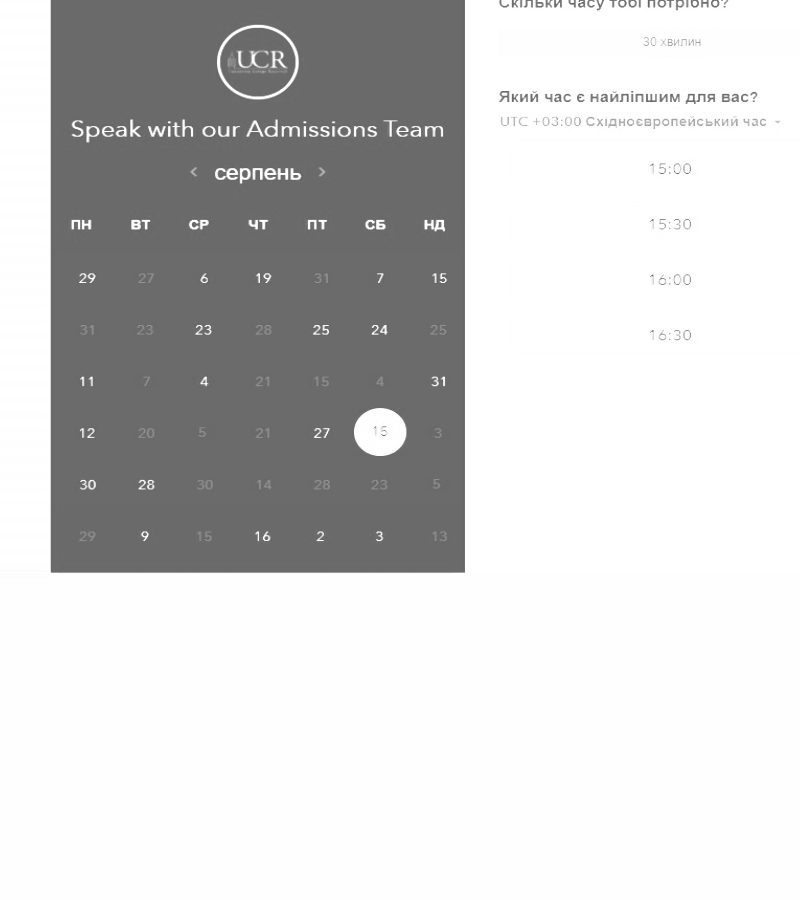 UCR
Speak with our Admissions Team
серпень
ПН ВТ СР ЧТ ПТ СБ НД
29 27 6 19 31 7 15
31 23 23 28 25 24 25
11 7 4 21 15 4 31
12 20 5 21 27 15 3
30 28 30 14 28 23 5
29 9 15 16 2 3 13
Скільки часу тобі потрібно?
30 хвилин
Який час є найліпшим для вас?
UTC +03:00 Східноєвропейський час
15:00
15:30
16:00
16:30